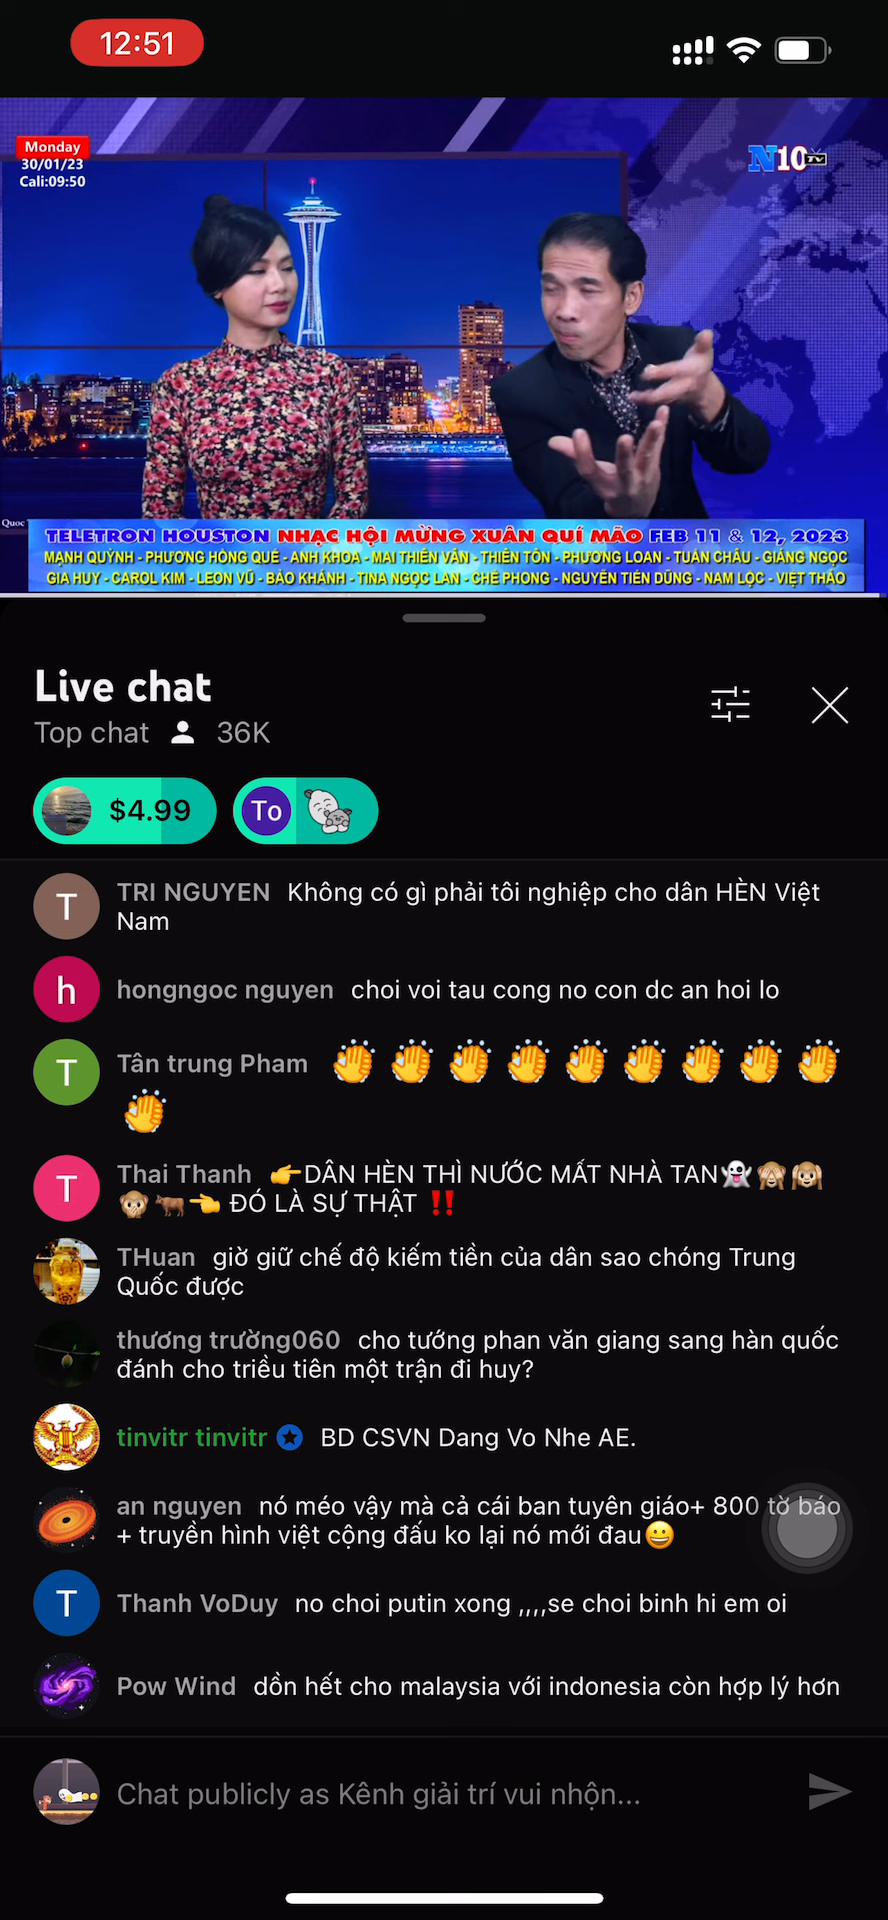 12:51
Monday
30/01/23
Cali:09:50
N10TV
Quoc
TELETRON HOUSTON NHẠC HỘI MỪNG XUÂN QUÍ MÃO FEB 11 & 12, 2023
MẠNH QUỲNH - PHƯƠNG HỒNG QUẾ - ANH KHOA - MAI THIÊN VÂN - THIÊN TÔN - PHƯƠNG LOAN - TUẤN CHÂU - GIÁNG NGỌC
GIA HUY - CAROL KIM - LEON VŨ - BẢO KHÁNH - TINA NGỌC LAN - CHẾ PHONG - NGUYỄN TIẾN DŨNG - NAM LỘC - VIỆT THẢO
Live chat
Top chat 36K
$4.99 To
T TRI NGUYEN Không có gì phải tôi nghiệp cho dân HÈN Việt
Nam
h hongngoc nguyen choi voi tau cong no con dc an hoi lo
T Tân trung Pham 👏👏👏👏👏👏👏👏👏
👏
T Thai Thanh 👉DÂN HÈN THÌ NƯỚC MẤT NHÀ TAN👻🙈🙉
🙊🐂👈 ĐÓ LÀ SỰ THẬT ‼️
THuan giờ giữ chế độ kiếm tiền của dân sao chóng Trung
Quốc được
thương trường060 cho tướng phan văn giang sang hàn quốc
đánh cho triều tiên một trận đi huy?
tinvitr tinvitr BD CSVN Dang Vo Nhe AE.
an nguyen nó méo vậy mà cả cái ban tuyên giáo+ 800 tờ báo
+ truyền hình việt cộng đấu ko lại nó mới đau😀
T Thanh VoDuy no choi putin xong ,,,,se choi binh hi em oi
Pow Wind dồn hết cho malaysia với indonesia còn hợp lý hơn
Chat publicly as Kênh giải trí vui nhộn...